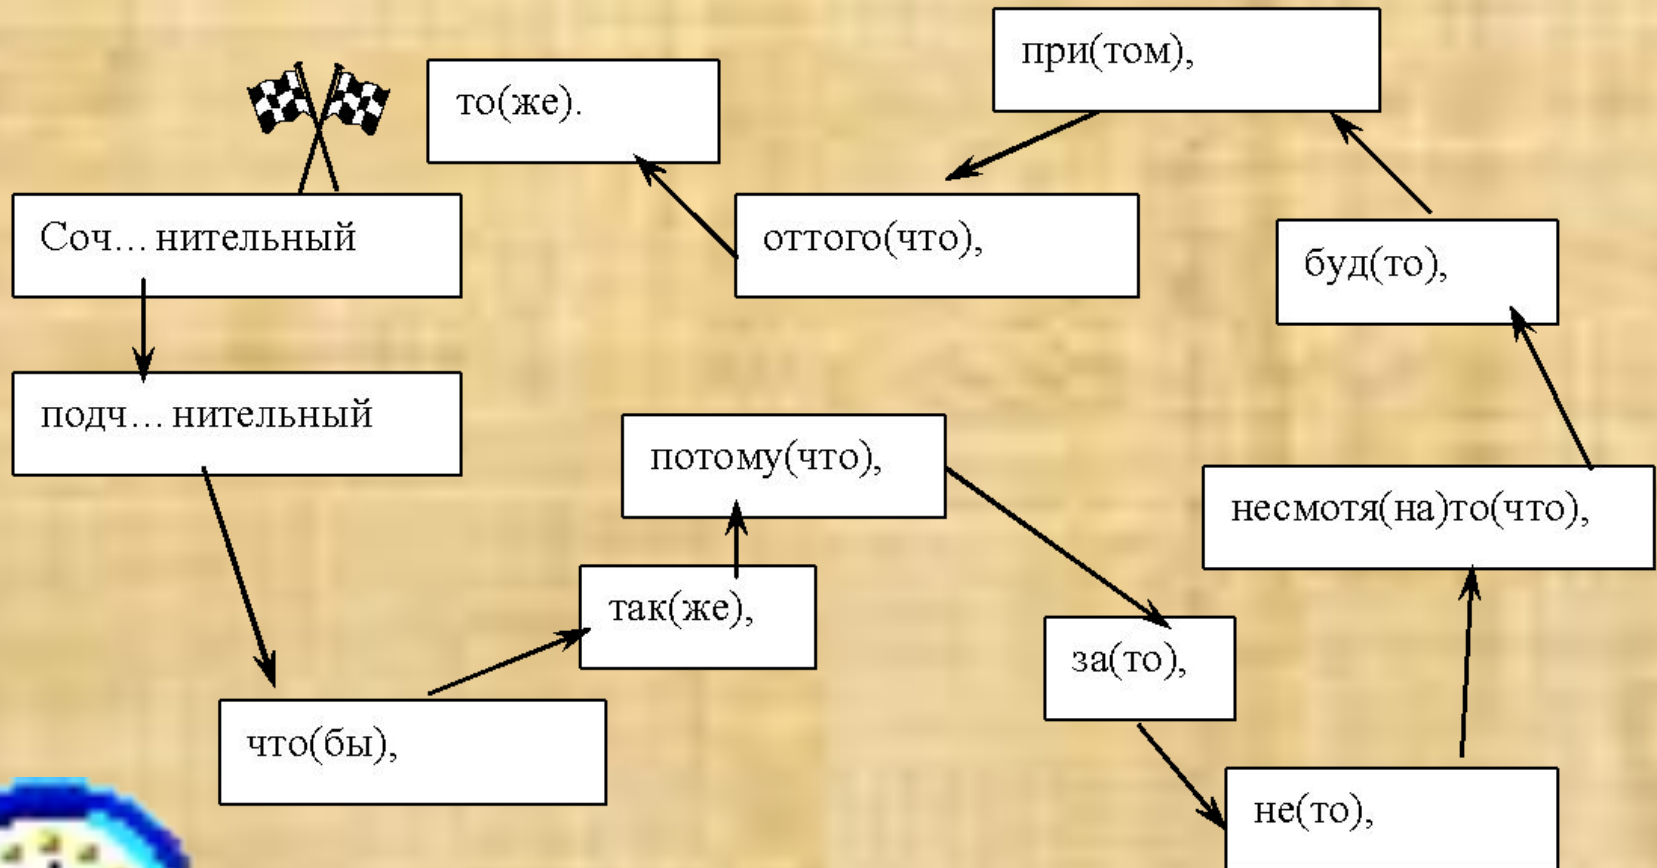 Соч... нительный
подч... нительный
что(бы),
так(же),
потому(что),
за(то),
не(то),
несмотя(на)то(что),
буд(то),
при(том),
оттого(что),
то(же).